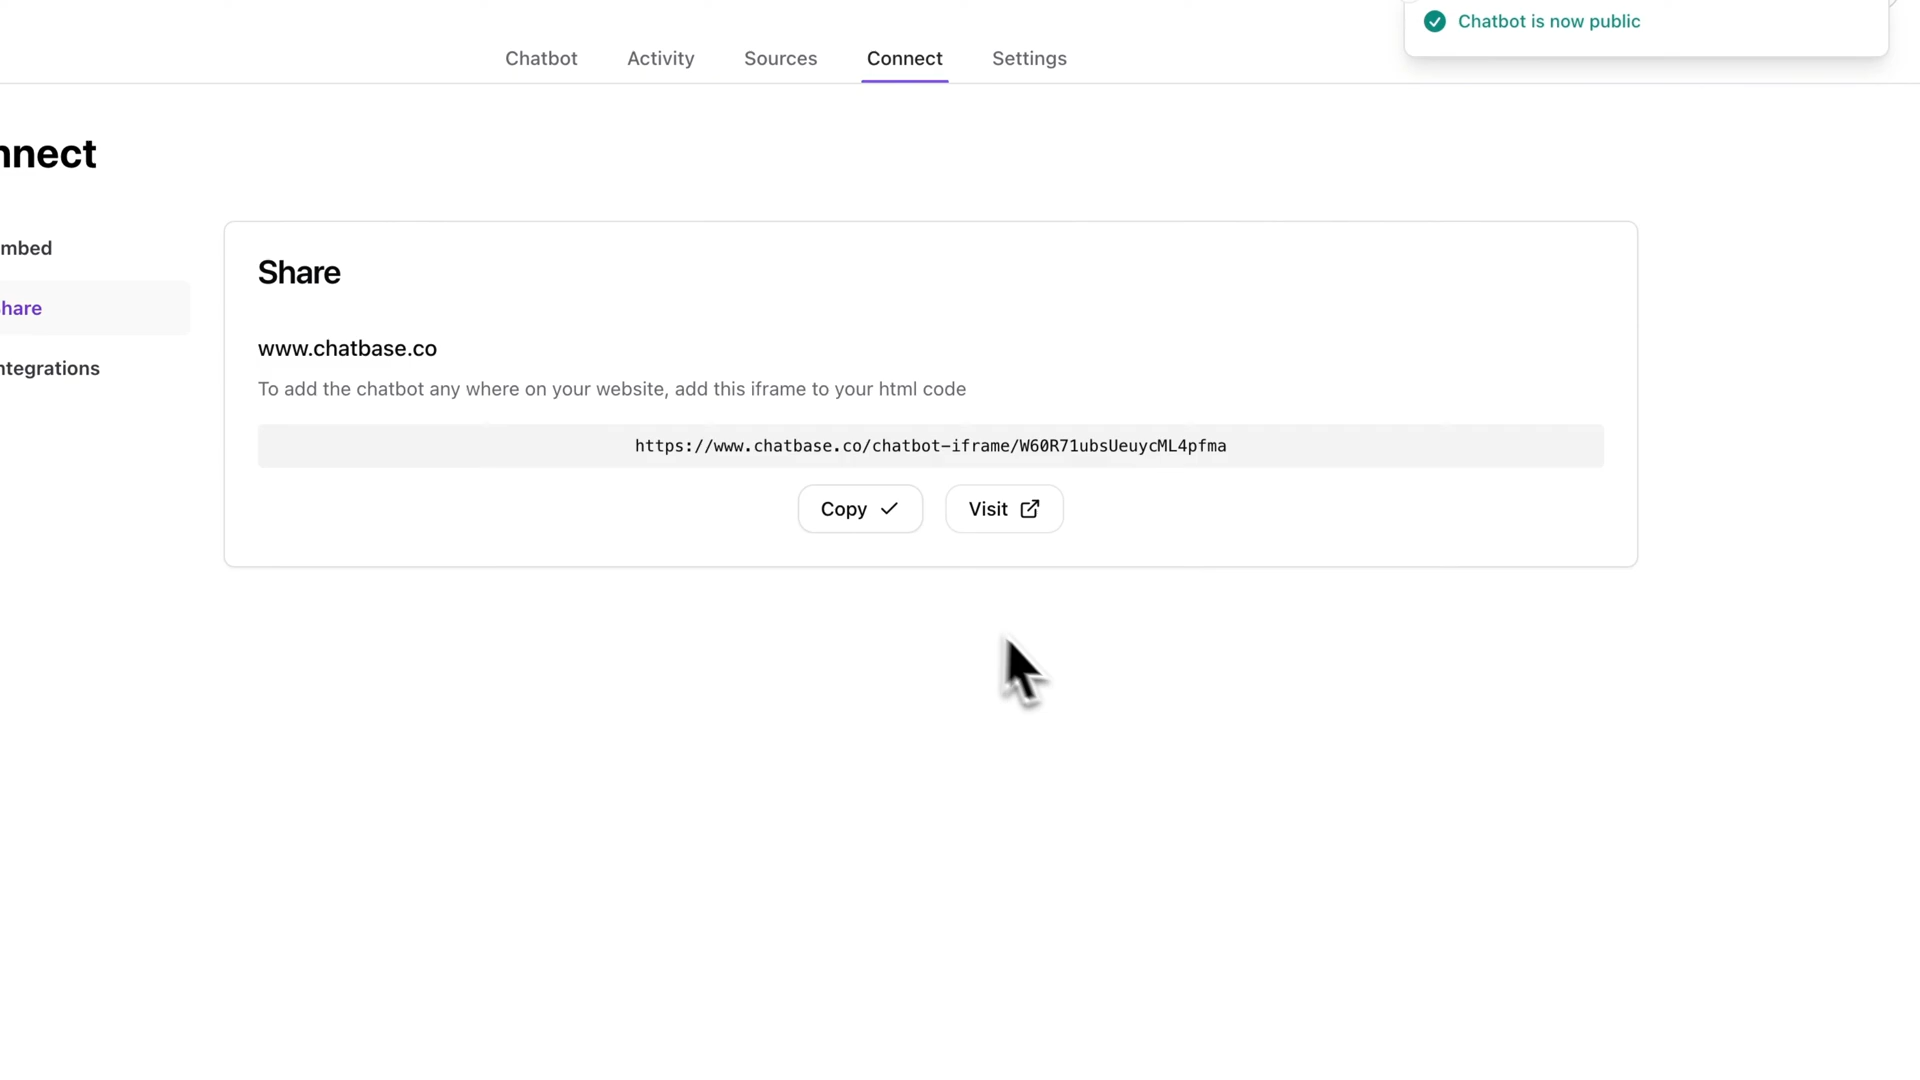 Chatbot is now public
Chatbot Activity Sources Connect Settings
nnect
mbed
hare
ntegrations
Share
www.chatbase.co
To add the chatbot any where on your website, add this iframe to your html code
https://www.chatbase.co/chatbot-iframe/W60R71ubsUeuycML4pfma
Copy
Visit